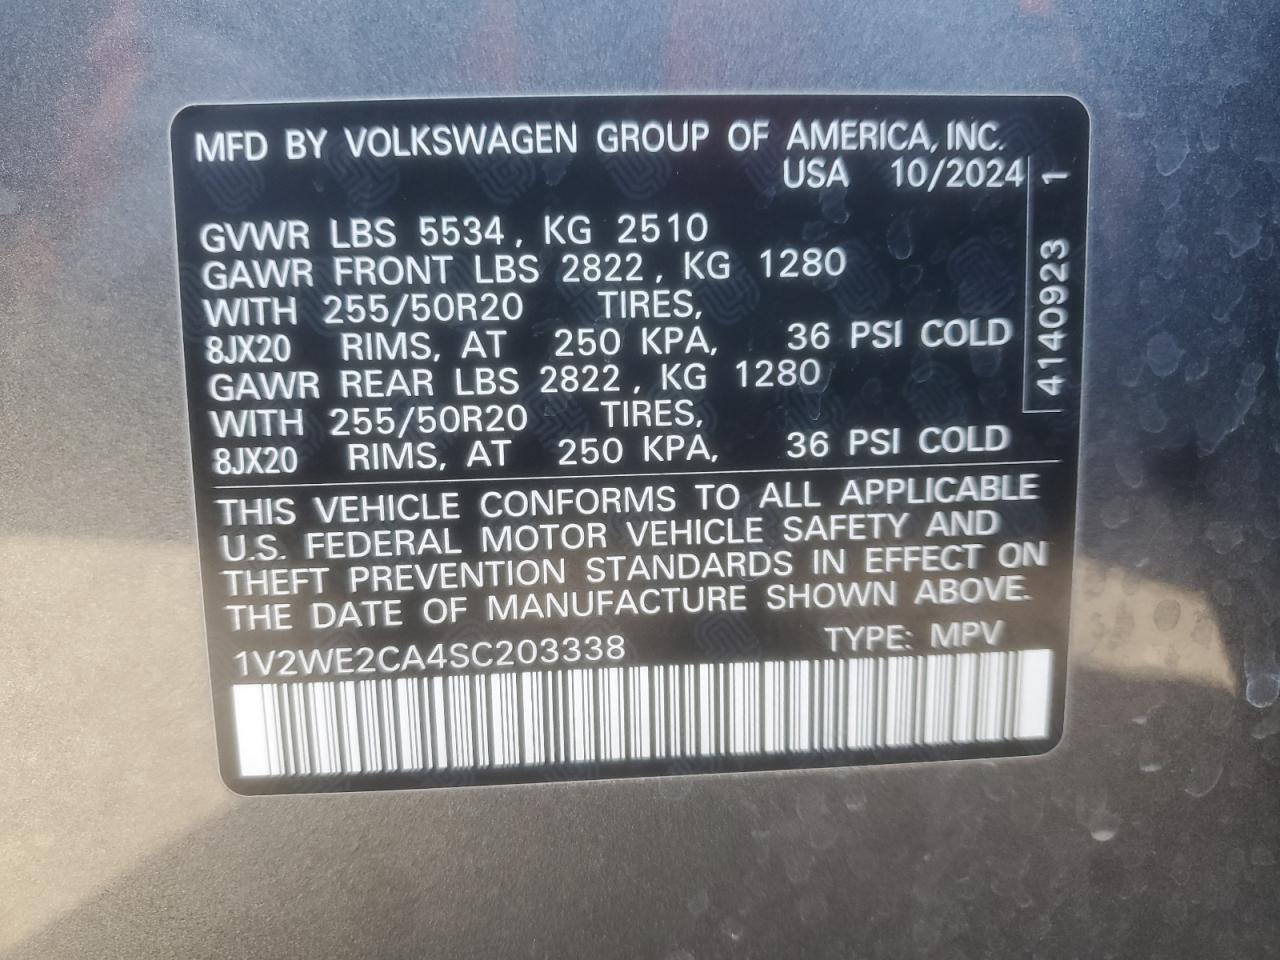 MFD BY VOLKSWAGEN GROUP OF AMERICA, INC.
USA 10/2024
GVWR LBS 5534, KG 2510
GAWR FRONT LBS 2822, KG 1280
WITH 255/50R20 TIRES,
8JX20 RIMS, AT 250 KPA, 36 PSI COLD
GAWR REAR LBS 2822, KG 1280
WITH 255/50R20 TIRES,
8JX20 RIMS, AT 250 KPA, 36 PSI COLD
4140923 1
THIS VEHICLE CONFORMS TO ALL APPLICABLE
U.S. FEDERAL MOTOR VEHICLE SAFETY AND
THEFT PREVENTION STANDARDS IN EFFECT ON
THE DATE OF MANUFACTURE SHOWN ABOVE.
1V2WE2CA4SC203338 TYPE: MPV